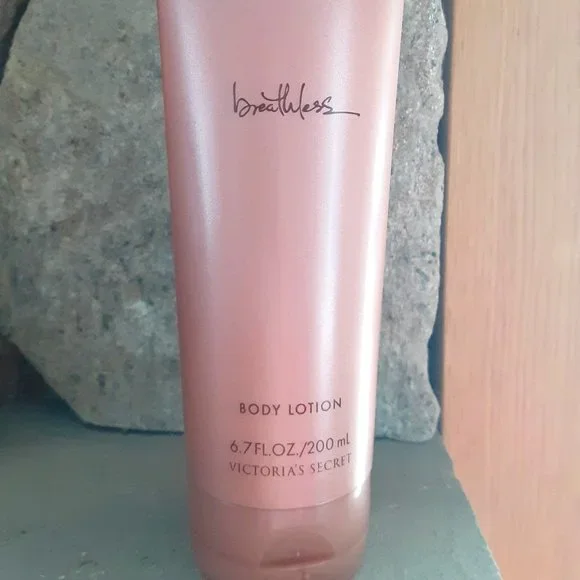 breathless
BODY LOTION
6.7FL.OZ./200 mL
VICTORIA'S SECRET